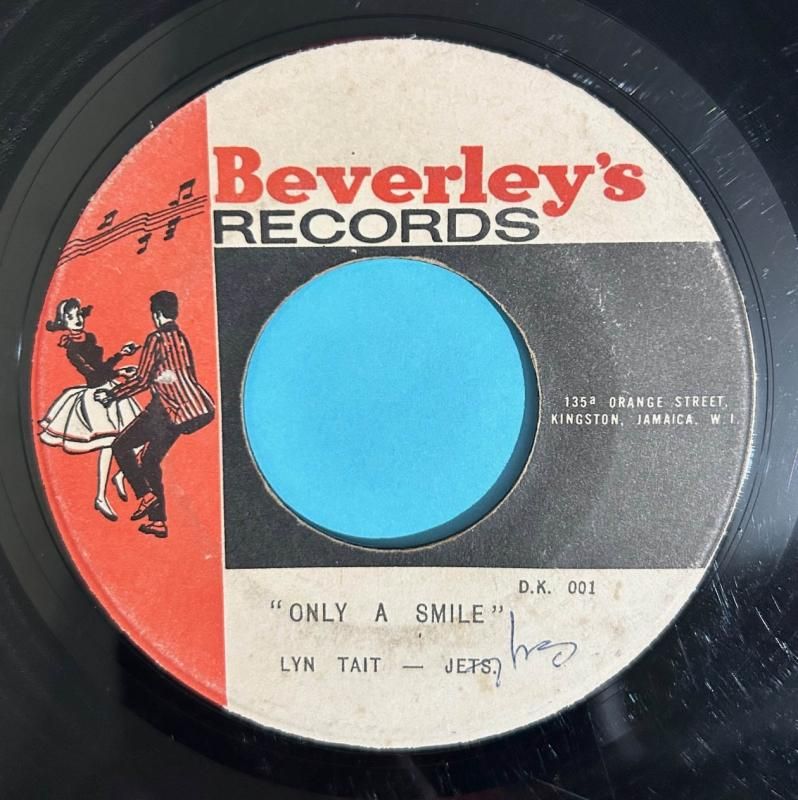 Beverley's
RECORDS
135a ORANGE STREET,
KINGSTON, JAMAICA, W.I.
D.K. 001
"ONLY A SMILE"
LYN TAIT — JETS.